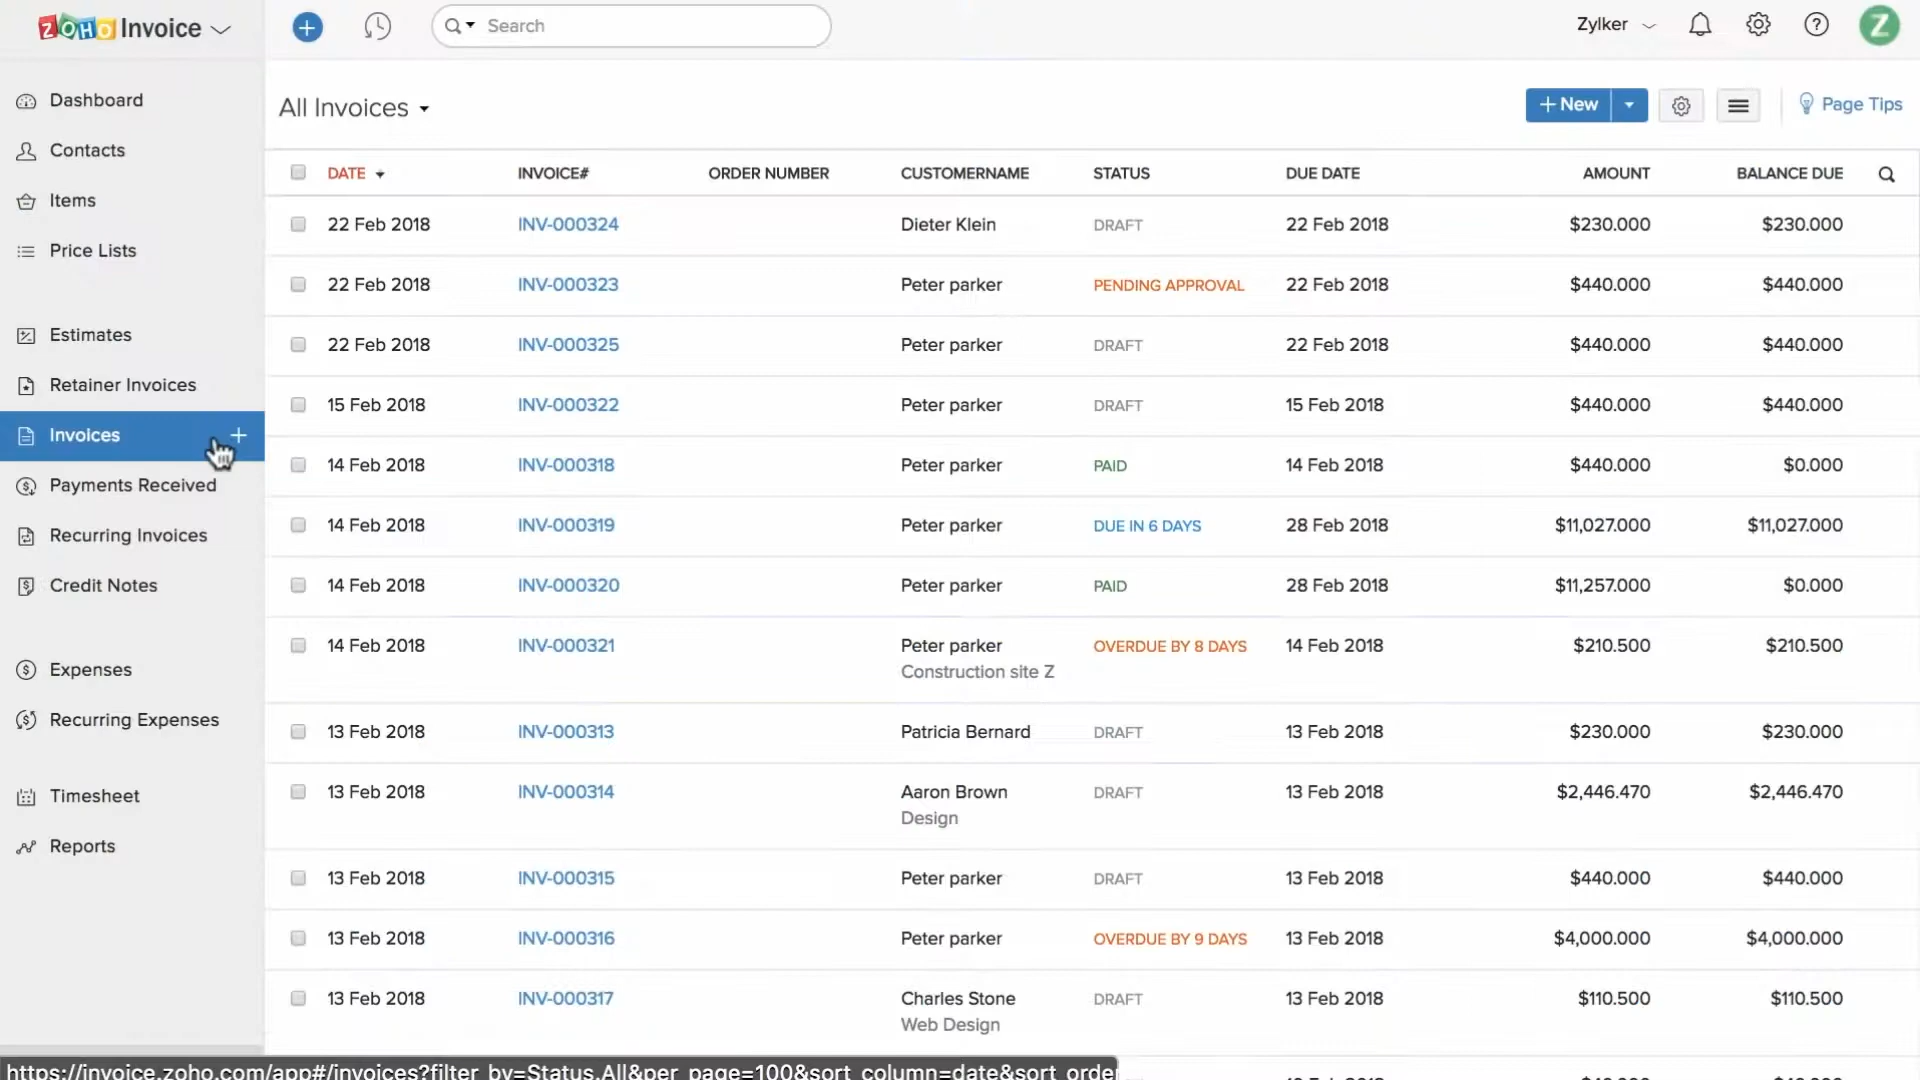 ZOHO Invoice
Search
Zylker
Z
Dashboard
Contacts
Items
Price Lists
Estimates
Retainer Invoices
Invoices
Payments Received
Recurring Invoices
Credit Notes
Expenses
Recurring Expenses
Timesheet
Reports
All Invoices
+ New
Page Tips
DATE INVOICE# ORDER NUMBER CUSTOMERNAME STATUS DUE DATE AMOUNT BALANCE DUE
22 Feb 2018 INV-000324 Dieter Klein DRAFT 22 Feb 2018 $230.000 $230.000
22 Feb 2018 INV-000323 Peter parker PENDING APPROVAL 22 Feb 2018 $440.000 $440.000
22 Feb 2018 INV-000325 Peter parker DRAFT 22 Feb 2018 $440.000 $440.000
15 Feb 2018 INV-000322 Peter parker DRAFT 15 Feb 2018 $440.000 $440.000
14 Feb 2018 INV-000318 Peter parker PAID 14 Feb 2018 $440.000 $0.000
14 Feb 2018 INV-000319 Peter parker DUE IN 6 DAYS 28 Feb 2018 $11,027.000 $11,027.000
14 Feb 2018 INV-000320 Peter parker PAID 28 Feb 2018 $11,257.000 $0.000
14 Feb 2018 INV-000321 Peter parker OVERDUE BY 8 DAYS 14 Feb 2018 $210.500 $210.500
Construction site Z
13 Feb 2018 INV-000313 Patricia Bernard DRAFT 13 Feb 2018 $230.000 $230.000
13 Feb 2018 INV-000314 Aaron Brown DRAFT 13 Feb 2018 $2,446.470 $2,446.470
Design
13 Feb 2018 INV-000315 Peter parker DRAFT 13 Feb 2018 $440.000 $440.000
13 Feb 2018 INV-000316 Peter parker OVERDUE BY 9 DAYS 13 Feb 2018 $4,000.000 $4,000.000
13 Feb 2018 INV-000317 Charles Stone DRAFT 13 Feb 2018 $110.500 $110.500
Web Design
https://invoice.zoho.com/app#/invoices?filter_by=Status.All&per_page=100&sort_column=date&sort_order